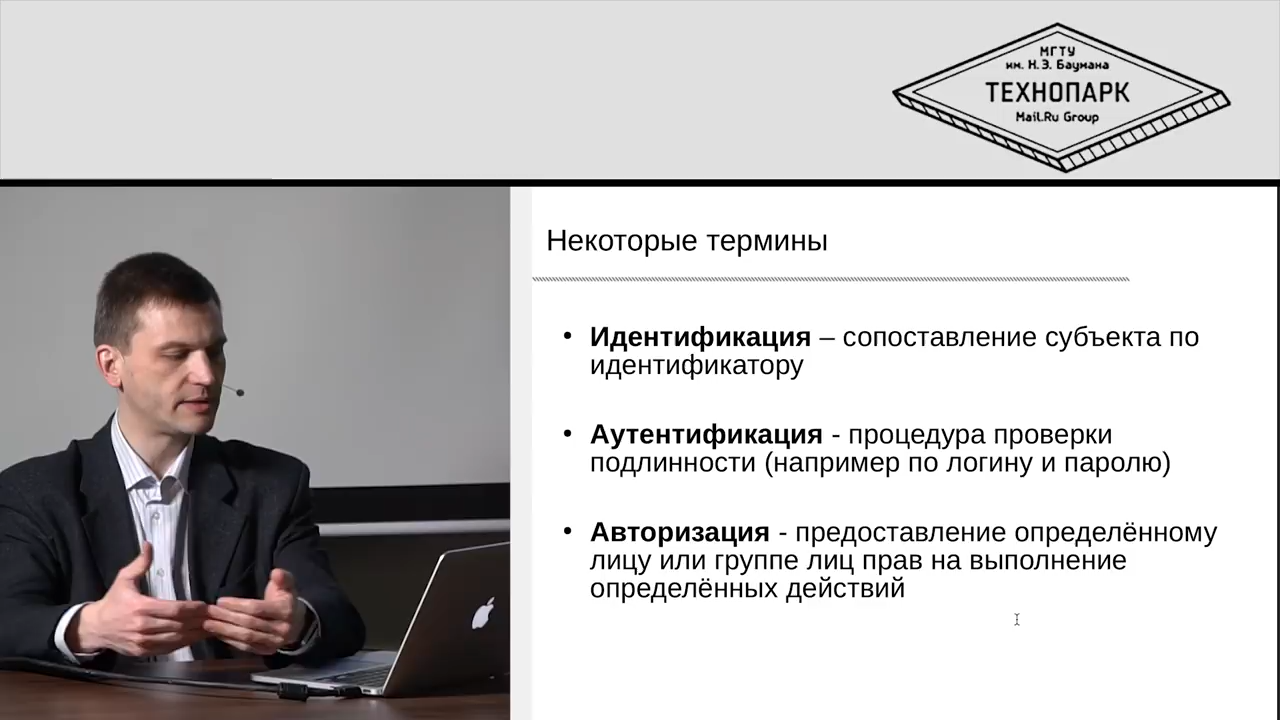 МГТУ
им. Н.Э. Баумана
ТЕХНОПАРК
Mail.Ru Group
Некоторые термины
• Идентификация – сопоставление субъекта по
идентификатору
• Аутентификация - процедура проверки
подлинности (например по логину и паролю)
• Авторизация - предоставление определённому
лицу или группе лиц прав на выполнение
определённых действий